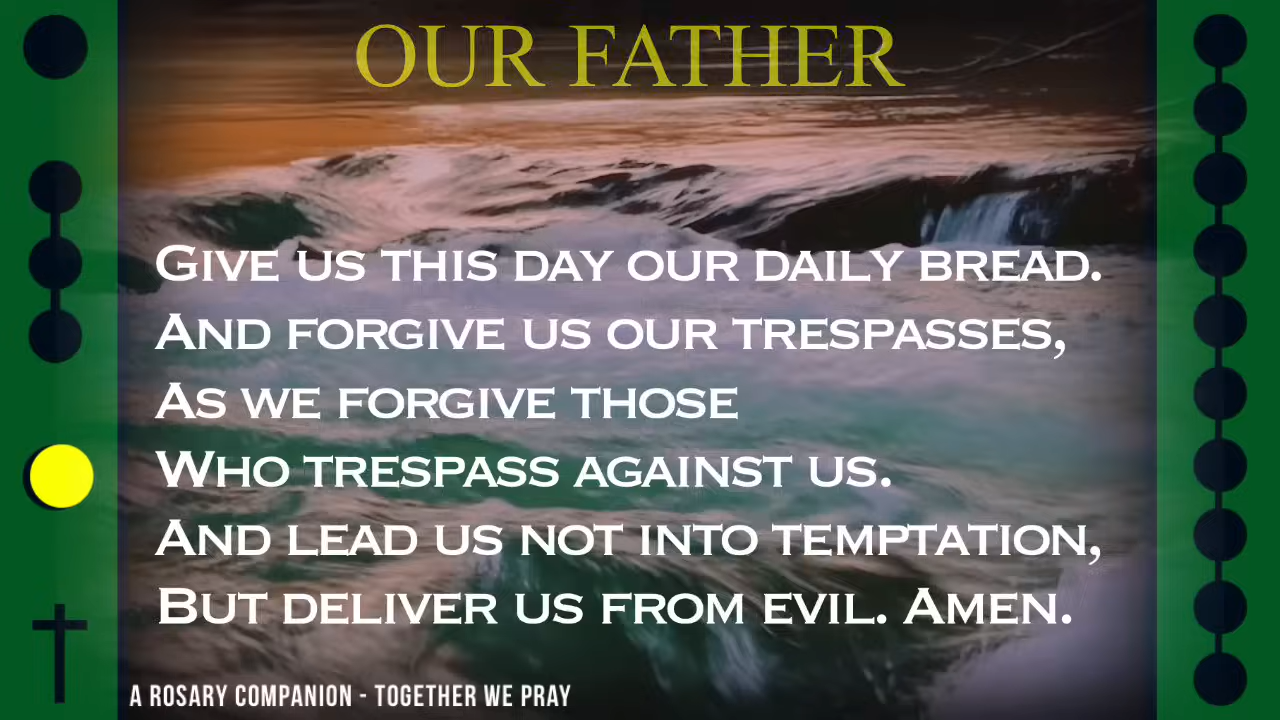 OUR FATHER
GIVE US THIS DAY OUR DAILY BREAD.
AND FORGIVE US OUR TRESPASSES,
AS WE FORGIVE THOSE
WHO TRESPASS AGAINST US.
AND LEAD US NOT INTO TEMPTATION,
BUT DELIVER US FROM EVIL. AMEN.
A ROSARY COMPANION - TOGETHER WE PRAY